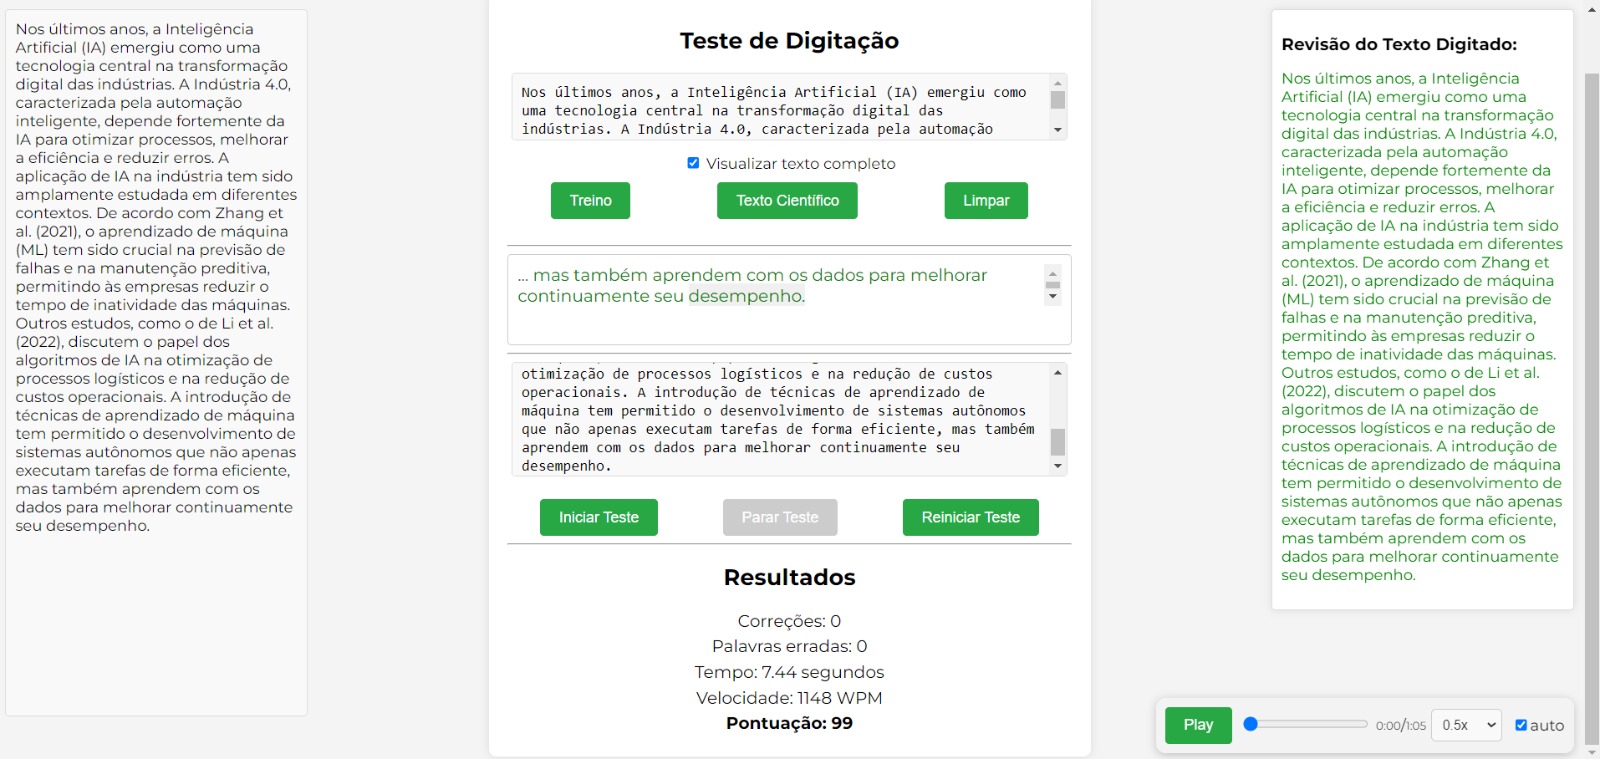 Nos últimos anos, a Inteligência
Artificial (IA) emergiu como uma
tecnologia central na transformação
digital das indústrias. A Indústria 4.0,
caracterizada pela automação
inteligente, depende fortemente da
IA para otimizar processos, melhorar
a eficiência e reduzir erros. A
aplicação de IA na indústria tem sido
amplamente estudada em diferentes
contextos. De acordo com Zhang et
al. (2021), o aprendizado de máquina
(ML) tem sido crucial na previsão de
falhas e na manutenção preditiva,
permitindo às empresas reduzir o
tempo de inatividade das máquinas.
Outros estudos, como o de Li et al.
(2022), discutem o papel dos
algoritmos de IA na otimização de
processos logísticos e na redução de
custos operacionais. A introdução de
técnicas de aprendizado de máquina
tem permitido o desenvolvimento de
sistemas autônomos que não apenas
executam tarefas de forma eficiente,
mas também aprendem com os
dados para melhorar continuamente
seu desempenho.
Teste de Digitação
Nos últimos anos, a Inteligência Artificial (IA) emergiu como
uma tecnologia central na transformação digital das
indústrias. A Indústria 4.0, caracterizada pela automação
Visualizar texto completo
Treino
Texto Científico
Limpar
... mas também aprendem com os dados para melhorar
continuamente seu desempenho.
otimização de processos logísticos e na redução de custos
operacionais. A introdução de técnicas de aprendizado de
máquina tem permitido o desenvolvimento de sistemas autônomos
que não apenas executam tarefas de forma eficiente, mas também
aprendem com os dados para melhorar continuamente seu
desempenho.
Iniciar Teste
Parar Teste
Reiniciar Teste
Resultados
Correções: 0
Palavras erradas: 0
Tempo: 7.44 segundos
Velocidade: 1148 WPM
Pontuação: 99
Revisão do Texto Digitado:
Nos últimos anos, a Inteligência
Artificial (IA) emergiu como uma
tecnologia central na transformação
digital das indústrias. A Indústria 4.0,
caracterizada pela automação
inteligente, depende fortemente da
IA para otimizar processos, melhorar
a eficiência e reduzir erros. A
aplicação de IA na indústria tem sido
amplamente estudada em diferentes
contextos. De acordo com Zhang et
al. (2021), o aprendizado de máquina
(ML) tem sido crucial na previsão de
falhas e na manutenção preditiva,
permitindo às empresas reduzir o
tempo de inatividade das máquinas.
Outros estudos, como o de Li et al.
(2022), discutem o papel dos
algoritmos de IA na otimização de
processos logísticos e na redução de
custos operacionais. A introdução de
técnicas de aprendizado de máquina
tem permitido o desenvolvimento de
sistemas autônomos que não apenas
executam tarefas de forma eficiente,
mas também aprendem com os
dados para melhorar continuamente
seu desempenho.
Play
0:00/1:05
0.5x
auto